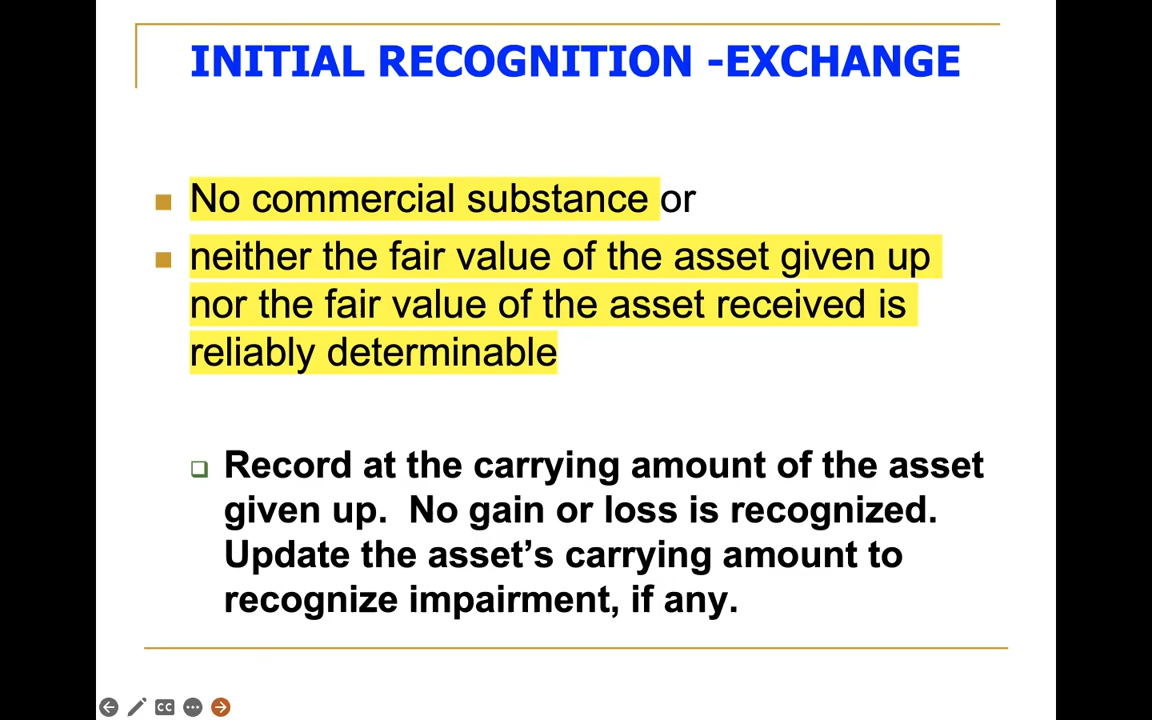 INITIAL RECOGNITION -EXCHANGE
No commercial substance or
neither the fair value of the asset given up
nor the fair value of the asset received is
reliably determinable
Record at the carrying amount of the asset
given up.  No gain or loss is recognized.
Update the asset’s carrying amount to
recognize impairment, if any.
CC